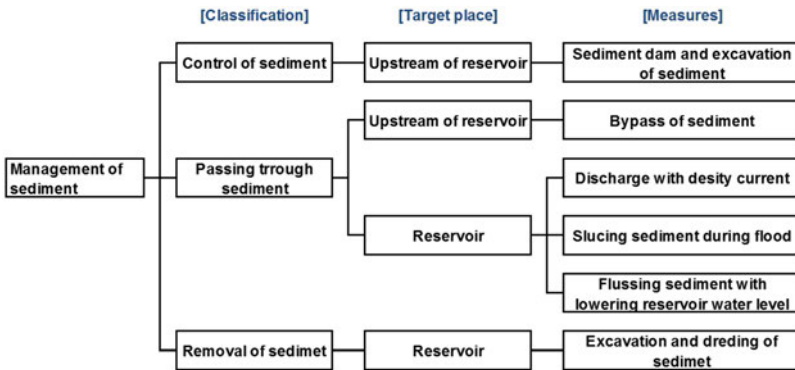 [Classification] [Target place] [Measures]
Control of sediment
Upstream of reservoir
Sediment dam and excavation
of sediment
Upstream of reservoir
Bypass of sediment
Management of
sediment
Passing trrough
sediment
Discharge with desity current
Reservoir
Slucing sediment during flood
Flussing sediment with
lowering reservoir water level
Removal of sedimet
Reservoir
Excavation and dreding of
sedimet